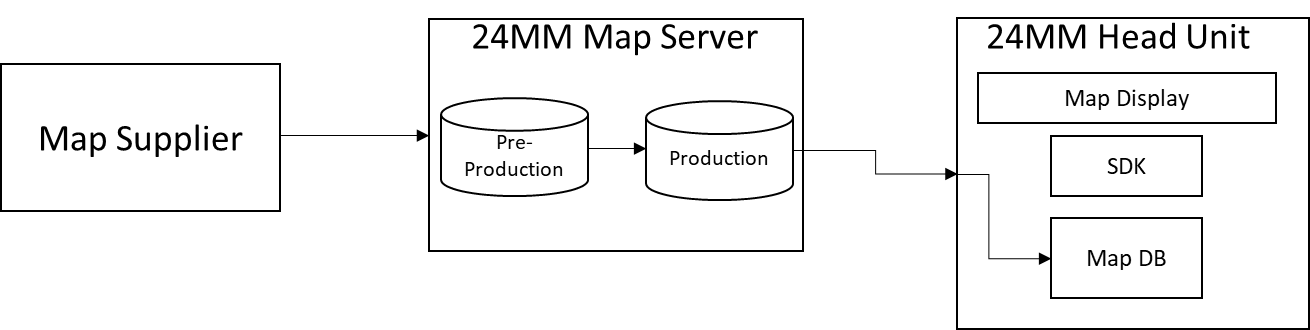 24MM Map Server
24MM Head Unit
Map Supplier
Pre-
Production
Production
Map Display
SDK
Map DB